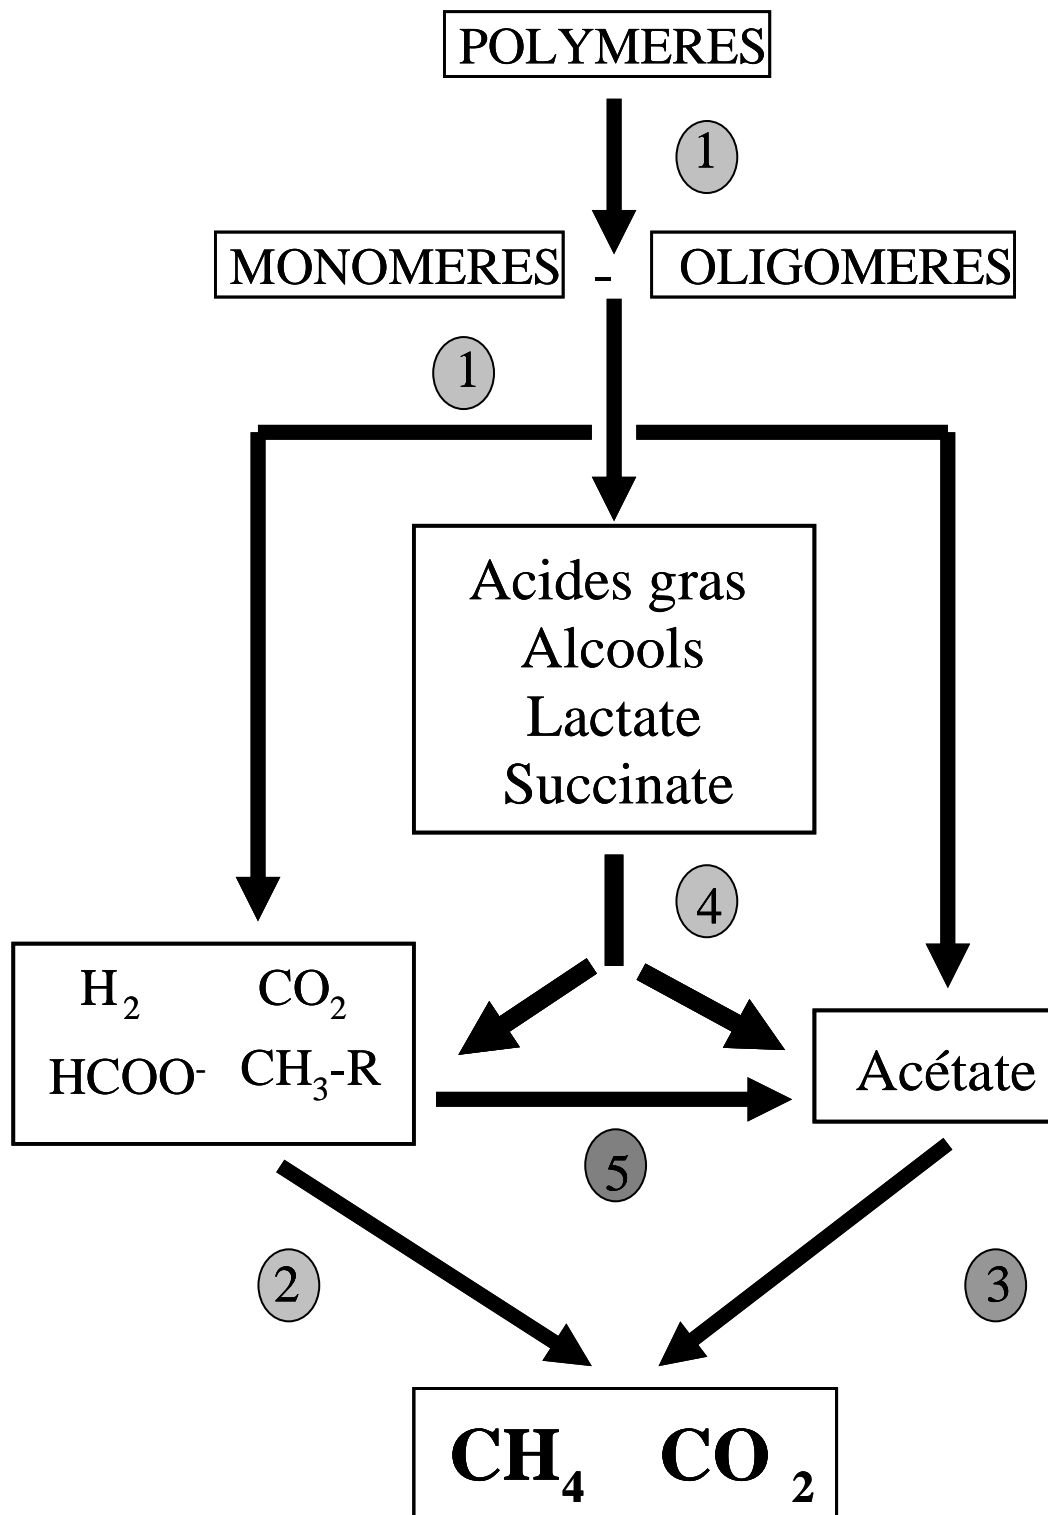 POLYMERES
1
MONOMERES - OLIGOMERES
1
Acides gras
Alcools
Lactate
Succinate
4
H₂ CO₂
HCOO⁻ CH₃-R
Acétate
5
2
3
CH₄ CO₂